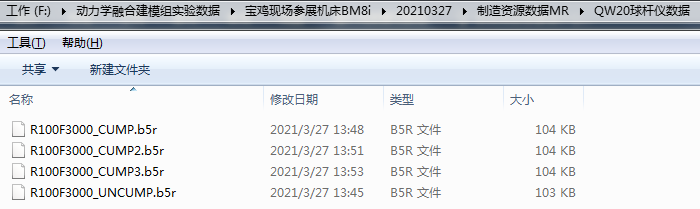 工作 (F:) ▸ 动力学融合建模组实验数据 ▸ 宝鸡现场参展机床BM8i ▸ 20210327 ▸ 制造资源数据MR ▸ QW20球杆仪数据
工具(T) 帮助(H)
共享 新建文件夹
名称 修改日期 类型 大小
R100F3000_CUMP.b5r 2021/3/27 13:48 B5R 文件 104 KB
R100F3000_CUMP2.b5r 2021/3/27 13:51 B5R 文件 104 KB
R100F3000_CUMP3.b5r 2021/3/27 13:53 B5R 文件 104 KB
R100F3000_UNCUMP.b5r 2021/3/27 13:45 B5R 文件 103 KB